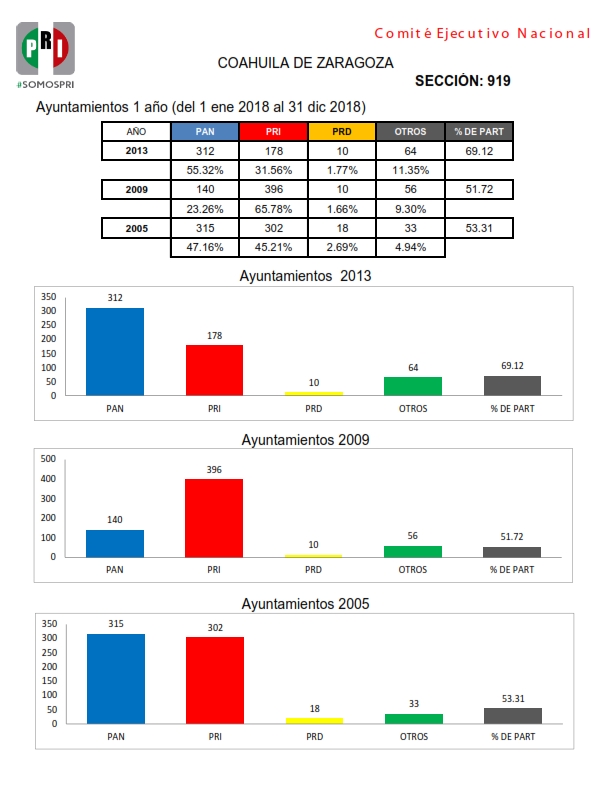 Comité Ejecutivo Nacional
PRI
#SOMOSPRI
COAHUILA DE ZARAGOZA
SECCIÓN: 919
Ayuntamientos 1 año (del 1 ene 2018 al 31 dic 2018)
AÑO PAN PRI PRD OTROS % DE PART
2013 312 178 10 64 69.12
55.32% 31.56% 1.77% 11.35%
2009 140 396 10 56 51.72
23.26% 65.78% 1.66% 9.30%
2005 315 302 18 33 53.31
47.16% 45.21% 2.69% 4.94%
Ayuntamientos 2013
350
300
250
200
150
100
50
0
312
178
10
64
69.12
PAN PRI PRD OTROS % DE PART
Ayuntamientos 2009
500
400
300
200
100
0
140
396
10
56
51.72
PAN PRI PRD OTROS % DE PART
Ayuntamientos 2005
350
300
250
200
150
100
50
0
315
302
18
33
53.31
PAN PRI PRD OTROS % DE PART